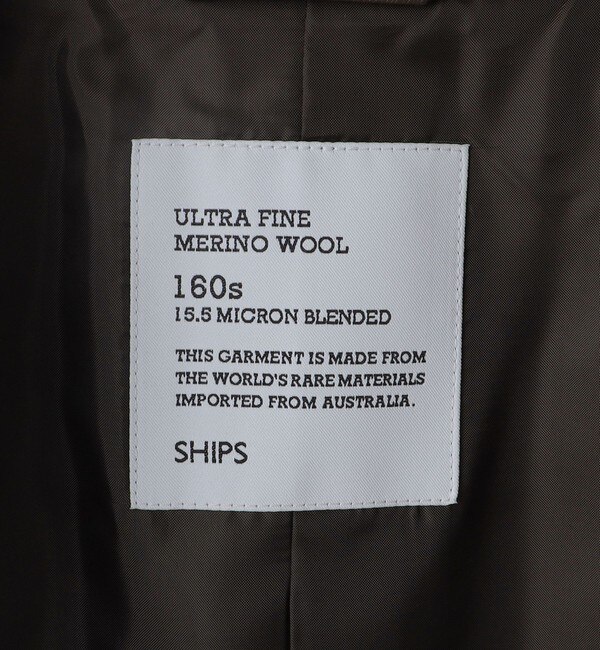 ULTRA FINE
MERINO WOOL
160s
15.5 MICRON BLENDED
THIS GARMENT IS MADE FROM
THE WORLD'S RARE MATERIALS
IMPORTED FROM AUSTRALIA.
SHIPS